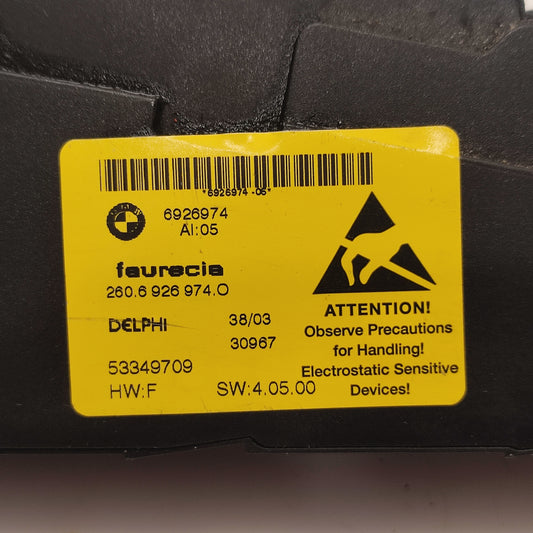 *6926974 -05*
BMW
6926974
AI:05
faurecia
260.6 926 974.0
DELPHI 38/03
30967
53349709
HW:F SW:4.05.00
ATTENTION!
Observe Precautions
for Handling!
Electrostatic Sensitive
Devices!